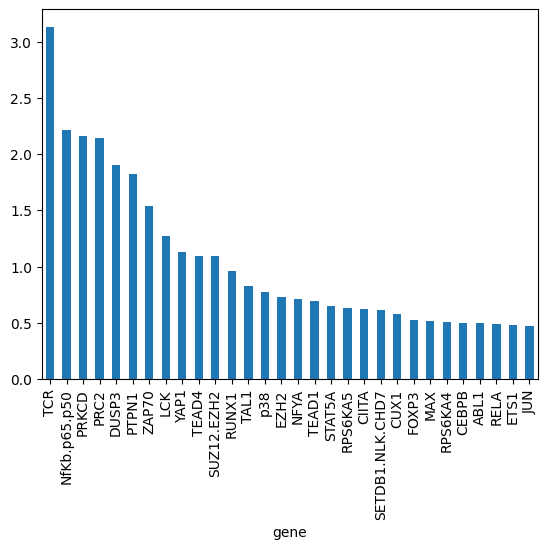 3.0
2.5
2.0
1.5
1.0
0.5
0.0
TCR
NfKb.p65.p50
PRKCD
PRC2
DUSP3
PTPN1
ZAP70
LCK
YAP1
TEAD4
SUZ12.EZH2
RUNX1
TAL1
p38
EZH2
NFYA
TEAD1
STAT5A
RPS6KA5
CIITA
SETDB1.NLK.CHD7
CUX1
FOXP3
MAX
RPS6KA4
CEBPB
ABL1
RELA
ETS1
JUN
gene